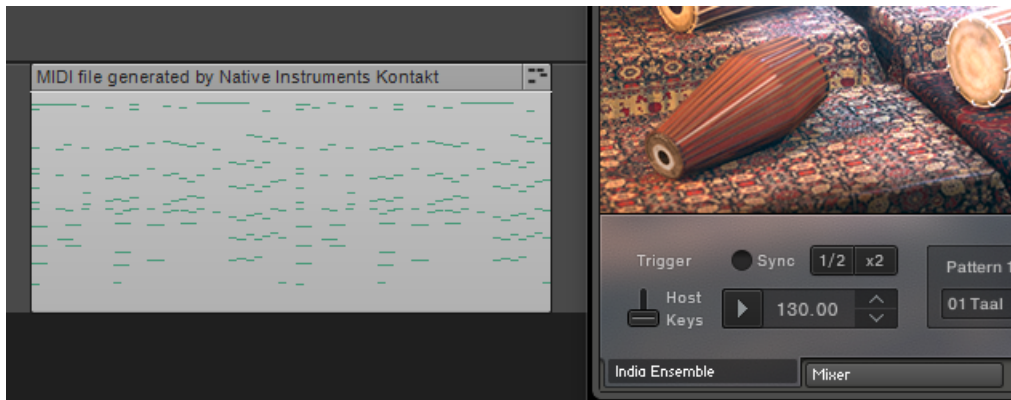 MIDI file generated by Native Instruments Kontakt
Trigger
Sync
1/2
x2
Pattern 1
Host
Keys
130.00
01 Taal
India Ensemble
Mixer